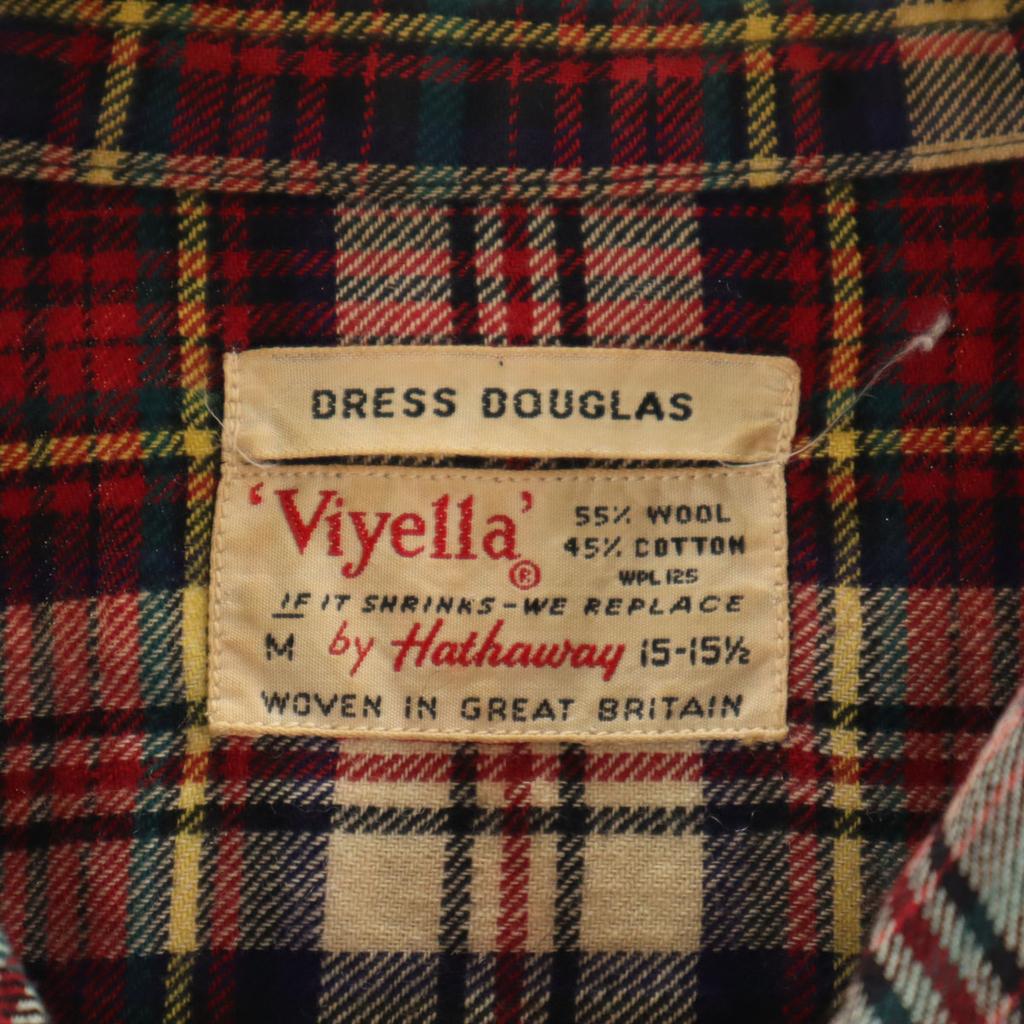 DRESS DOUGLAS
'Viyella'® 55% WOOL
45% COTTON
WPL 125
IF IT SHRINKS-WE REPLACE
M by Hathaway 15-15½
WOVEN IN GREAT BRITAIN